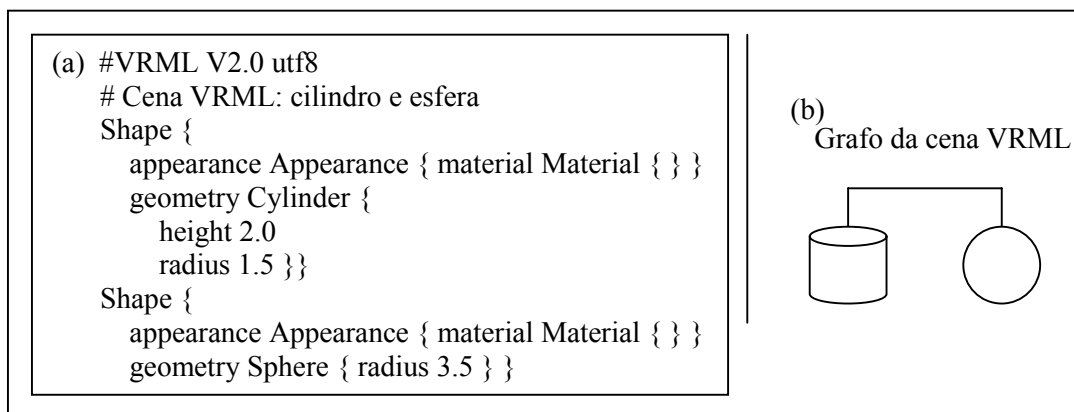 (a) #VRML V2.0 utf8
# Cena VRML: cilindro e esfera
Shape {
appearance Appearance { material Material { } }
geometry Cylinder {
height 2.0
radius 1.5 }}
Shape {
appearance Appearance { material Material { } }
geometry Sphere { radius 3.5 } }
(b)
Grafo da cena VRML